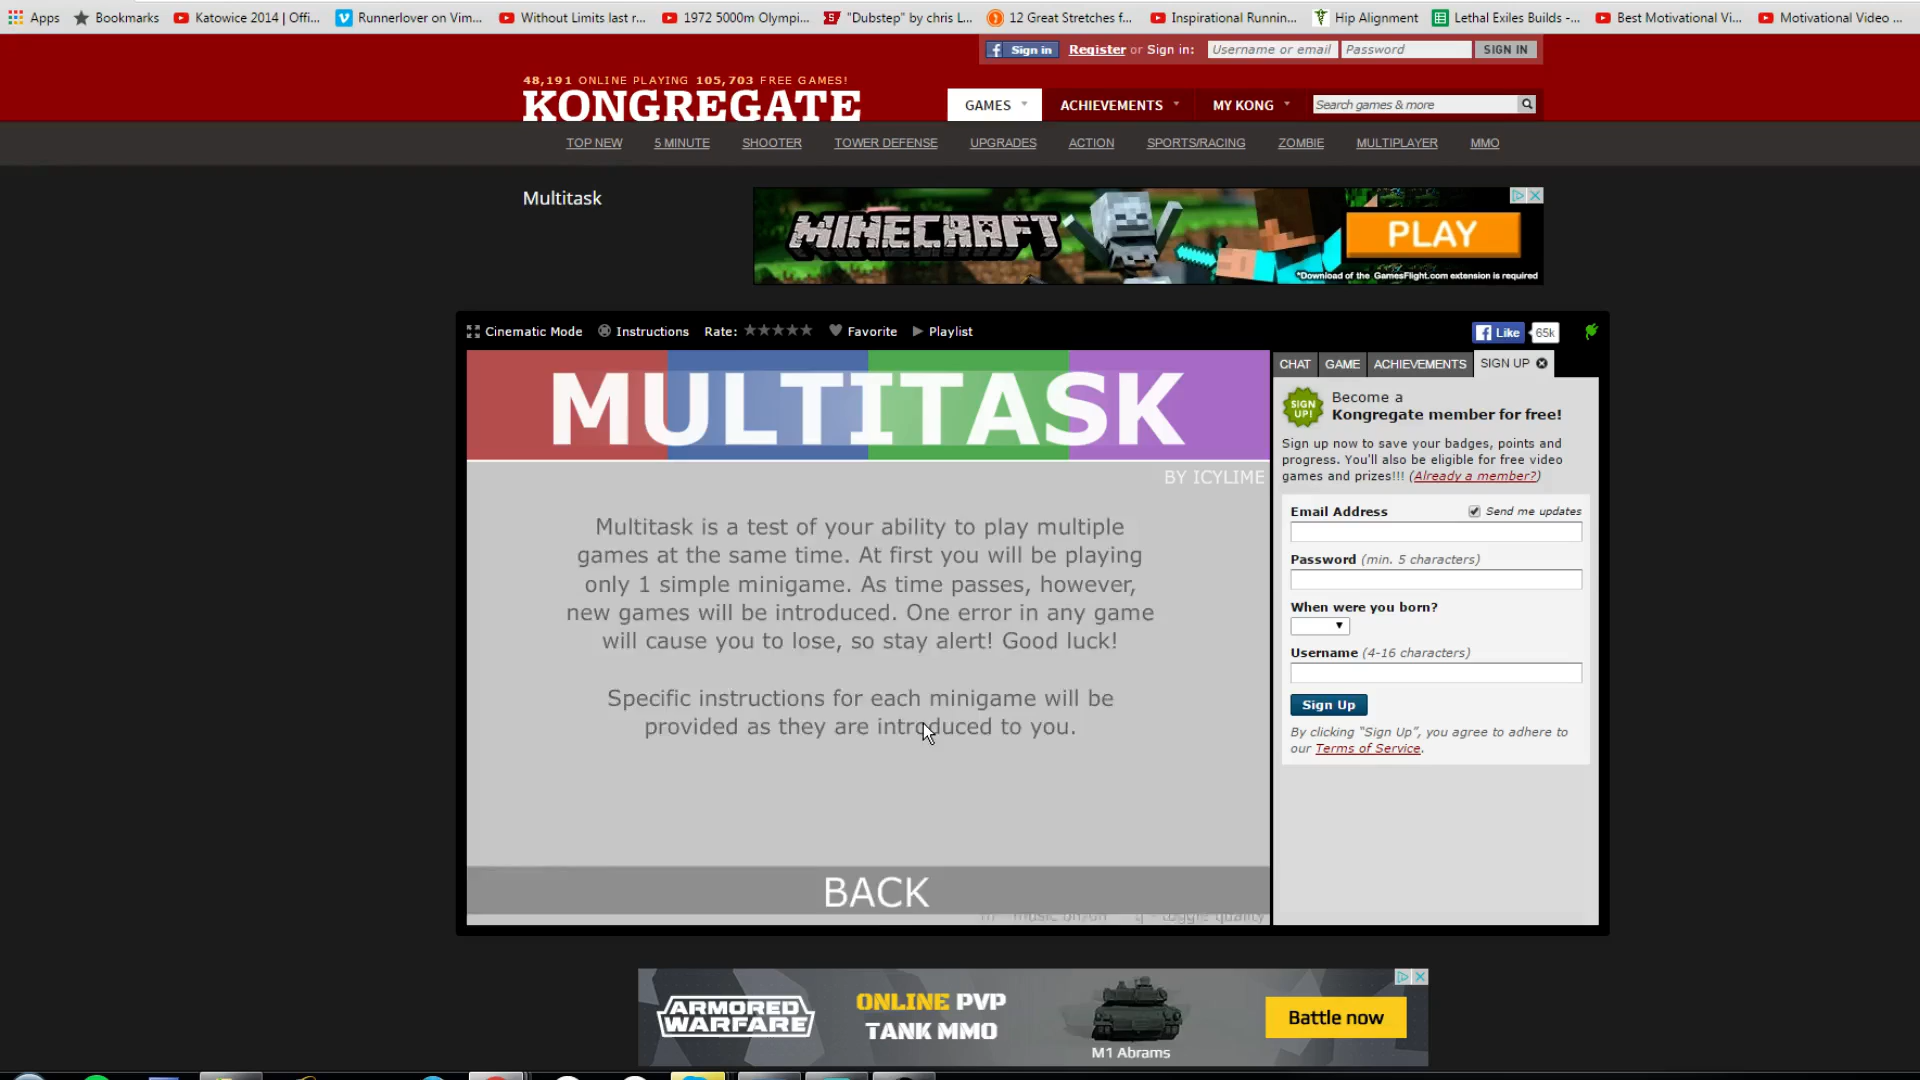 Apps
Bookmarks
Katowice 2014 | Offi...
Runnerlover on Vim...
Without Limits last r...
1972 5000m Olympi...
"Dubstep" by chris L...
12 Great Stretches f...
Inspirational Runnin...
Hip Alignment
Lethal Exiles Builds -...
Best Motivational Vi...
Motivational Video ...
f Sign in
Register or Sign in:
Username or email
Password
SIGN IN
48,191 ONLINE PLAYING 105,703 FREE GAMES!
KONGREGATE
GAMES
ACHIEVEMENTS
MY KONG
Search games & more
TOP NEW
5 MINUTE
SHOOTER
TOWER DEFENSE
UPGRADES
ACTION
SPORTS/RACING
ZOMBIE
MULTIPLAYER
MMO
Multitask
MINECRAFT
PLAY
*Download of the GamesFlight.com extension is required
Cinematic Mode
Instructions
Rate:
Favorite
Playlist
f Like
65k
MULTITASK
BY ICYLIME
Multitask is a test of your ability to play multiple
games at the same time. At first you will be playing
only 1 simple minigame. As time passes, however,
new games will be introduced. One error in any game
will cause you to lose, so stay alert! Good luck!
Specific instructions for each minigame will be
provided as they are introduced to you.
BACK
m - music on/off
q - toggle quality
CHAT
GAME
ACHIEVEMENTS
SIGN UP
SIGN UP!
Become a
Kongregate member for free!
Sign up now to save your badges, points and
progress. You'll also be eligible for free video
games and prizes!!! (Already a member?)
Email Address
Send me updates
Password (min. 5 characters)
When were you born?
Username (4-16 characters)
Sign Up
By clicking “Sign Up”, you agree to adhere to
our Terms of Service.
ARMORED
WARFARE
ONLINE PVP
TANK MMO
M1 Abrams
Battle now